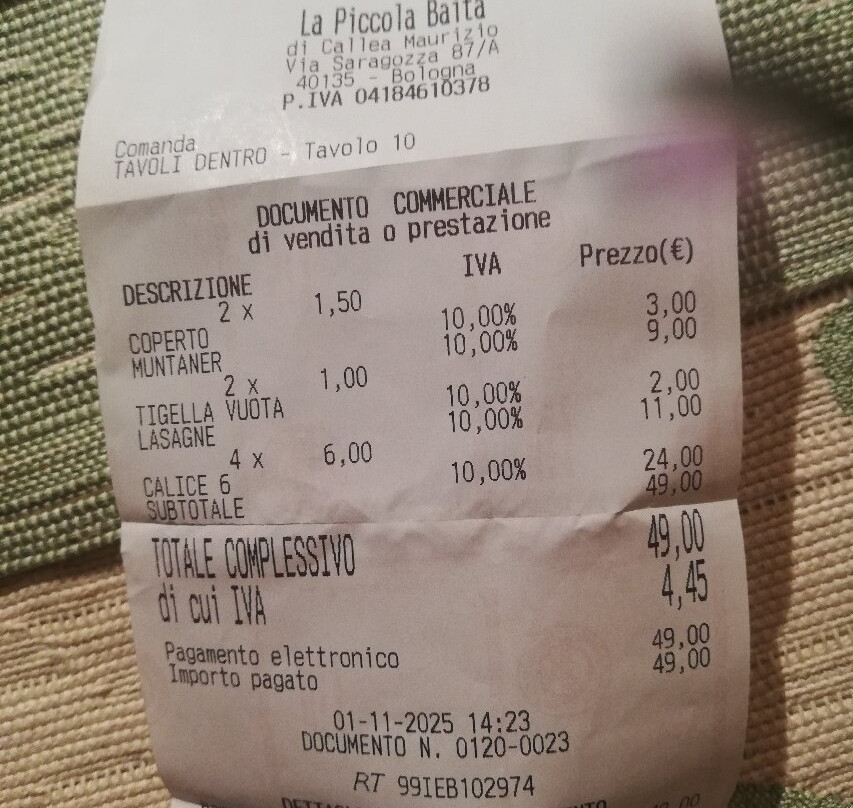 La Piccola Baita
di Callea Maurizio
Via Saragozza 87/A
40135 - Bologna
P.IVA 04184610378
Comanda
TAVOLI DENTRO - Tavolo 10
DOCUMENTO COMMERCIALE
di vendita o prestazione
DESCRIZIONE IVA Prezzo(€)
2 x 1,50
COPERTO 10,00% 3,00
MUNTANER 10,00% 9,00
2 x 1,00
TIGELLA VUOTA 10,00% 2,00
LASAGNE 10,00% 11,00
4 x 6,00
CALICE 6 10,00% 24,00
SUBTOTALE 49,00
TOTALE COMPLESSIVO 49,00
di cui IVA 4,45
Pagamento elettronico 49,00
Importo pagato 49,00
01-11-2025 14:23
DOCUMENTO N. 0120-0023
RT 99IEB102974